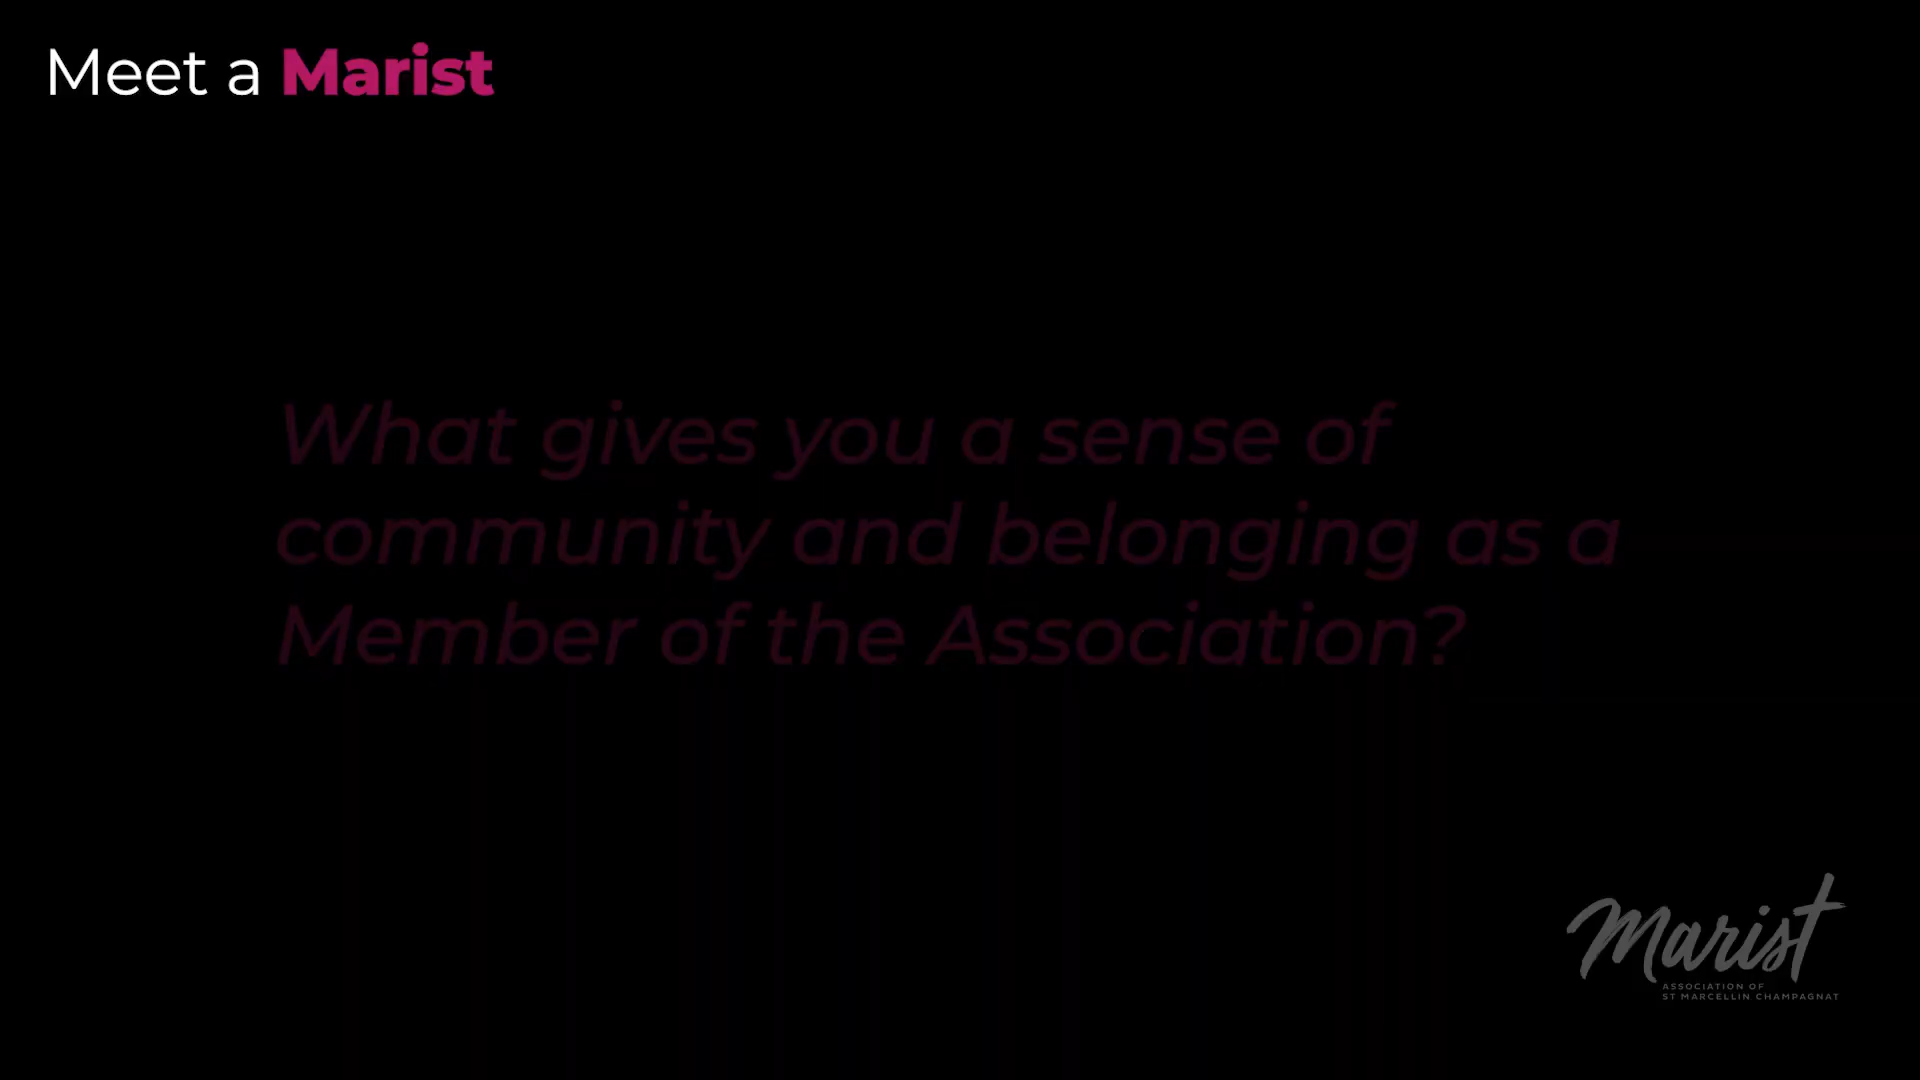 Meet a Marist
What gives you a sense of
community and belonging as a
Member of the Association?
Marist
ASSOCIATION OF
ST MARCELLIN CHAMPAGNAT